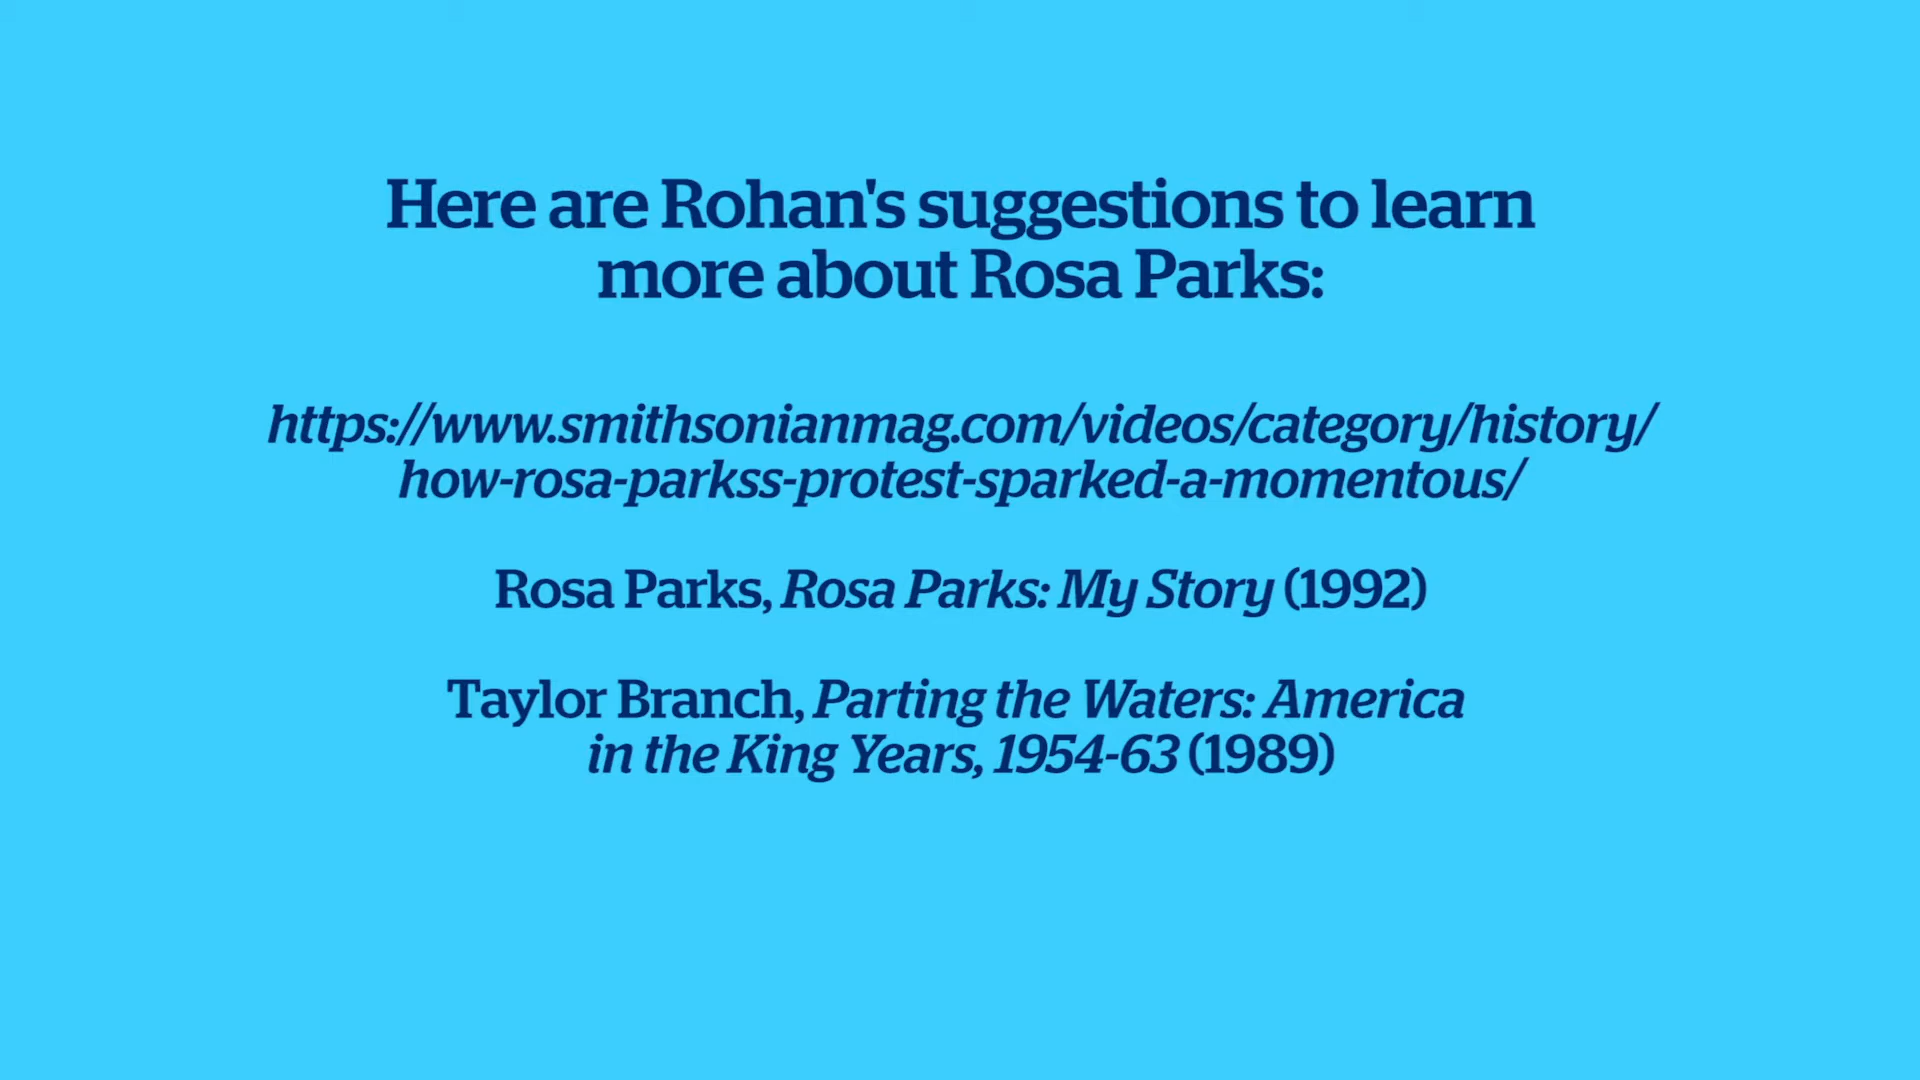 Here are Rohan's suggestions to learn
more about Rosa Parks:
https://www.smithsonianmag.com/videos/category/history/
how-rosa-parkss-protest-sparked-a-momentous/
Rosa Parks, Rosa Parks: My Story (1992)
Taylor Branch, Parting the Waters: America
in the King Years, 1954-63 (1989)